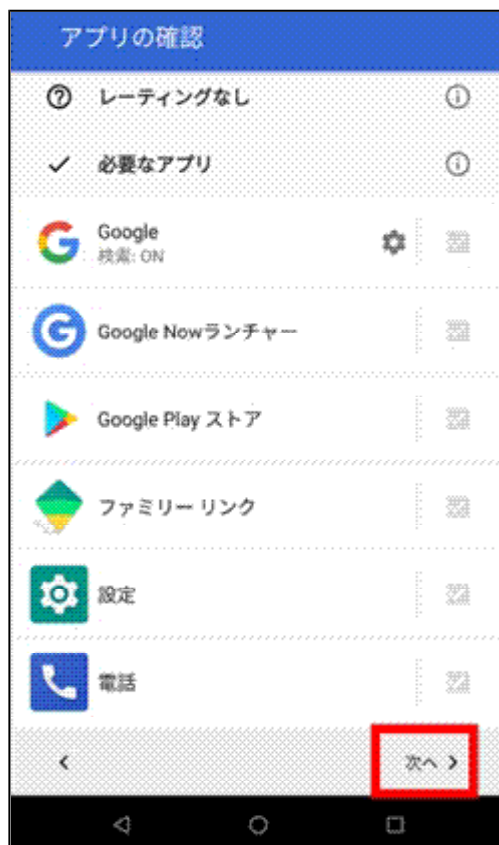 アプリの確認
レーティングなし
必要なアプリ
Google
検索: ON
Google Nowランチャー
Google Play ストア
ファミリー リンク
設定
電話
次へ